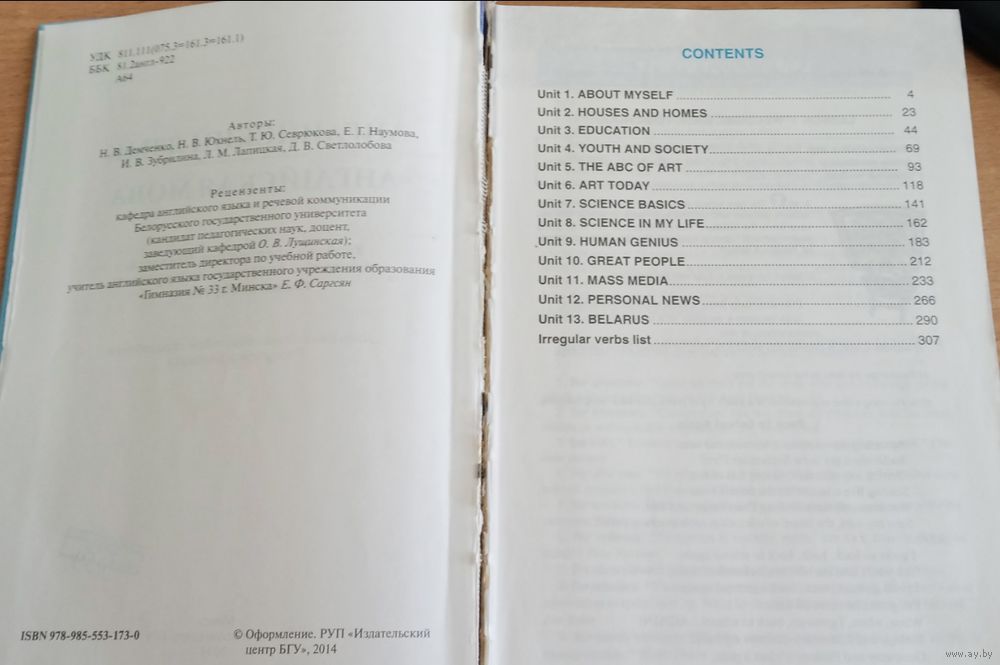 УДК 811.111(075.3=161.3=161.1)
ББК 81.2англ-922
А64
Авторы:
Н. В. Демченко, Н. В. Юхнель, Т. Ю. Севрюкова, Е. Г. Наумова,
И. В. Зубрилина, Л. М. Лапицкая, Д. В. Светлолобова
Рецензенты:
кафедра английского языка и речевой коммуникации
Белорусского государственного университета
(кандидат педагогических наук, доцент,
заведующий кафедрой О. В. Лущинская);
заместитель директора по учебной работе,
учитель английского языка государственного учреждения образования
«Гимназия № 33 г. Минска» Е. Ф. Саргсян
ISBN 978-985-553-173-0
© Оформление. РУП «Издательский
центр БГУ», 2014
CONTENTS
Unit 1. ABOUT MYSELF 4
Unit 2. HOUSES AND HOMES 23
Unit 3. EDUCATION 44
Unit 4. YOUTH AND SOCIETY 69
Unit 5. THE ABC OF ART 93
Unit 6. ART TODAY 118
Unit 7. SCIENCE BASICS 141
Unit 8. SCIENCE IN MY LIFE 162
Unit 9. HUMAN GENIUS 183
Unit 10. GREAT PEOPLE 212
Unit 11. MASS MEDIA 233
Unit 12. PERSONAL NEWS 266
Unit 13. BELARUS 290
Irregular verbs list 307
www.ay.by